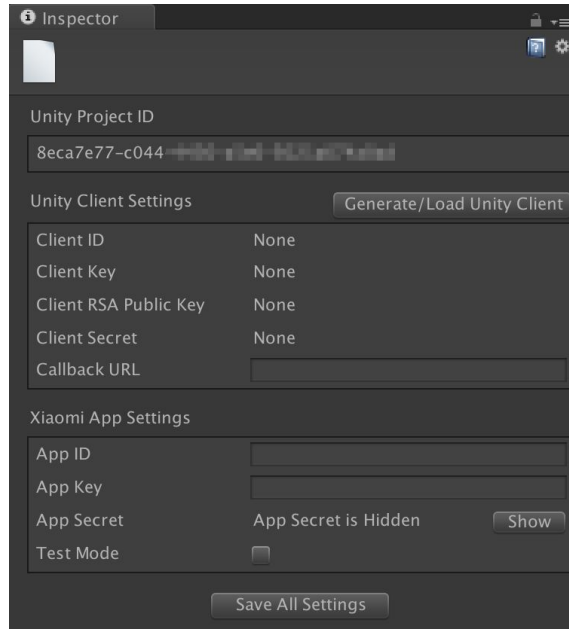 Inspector
Unity Project ID
8eca7e77-c044
Unity Client Settings
Generate/Load Unity Client
Client ID None
Client Key None
Client RSA Public Key None
Client Secret None
Callback URL
Xiaomi App Settings
App ID
App Key
App Secret App Secret is Hidden Show
Test Mode
Save All Settings